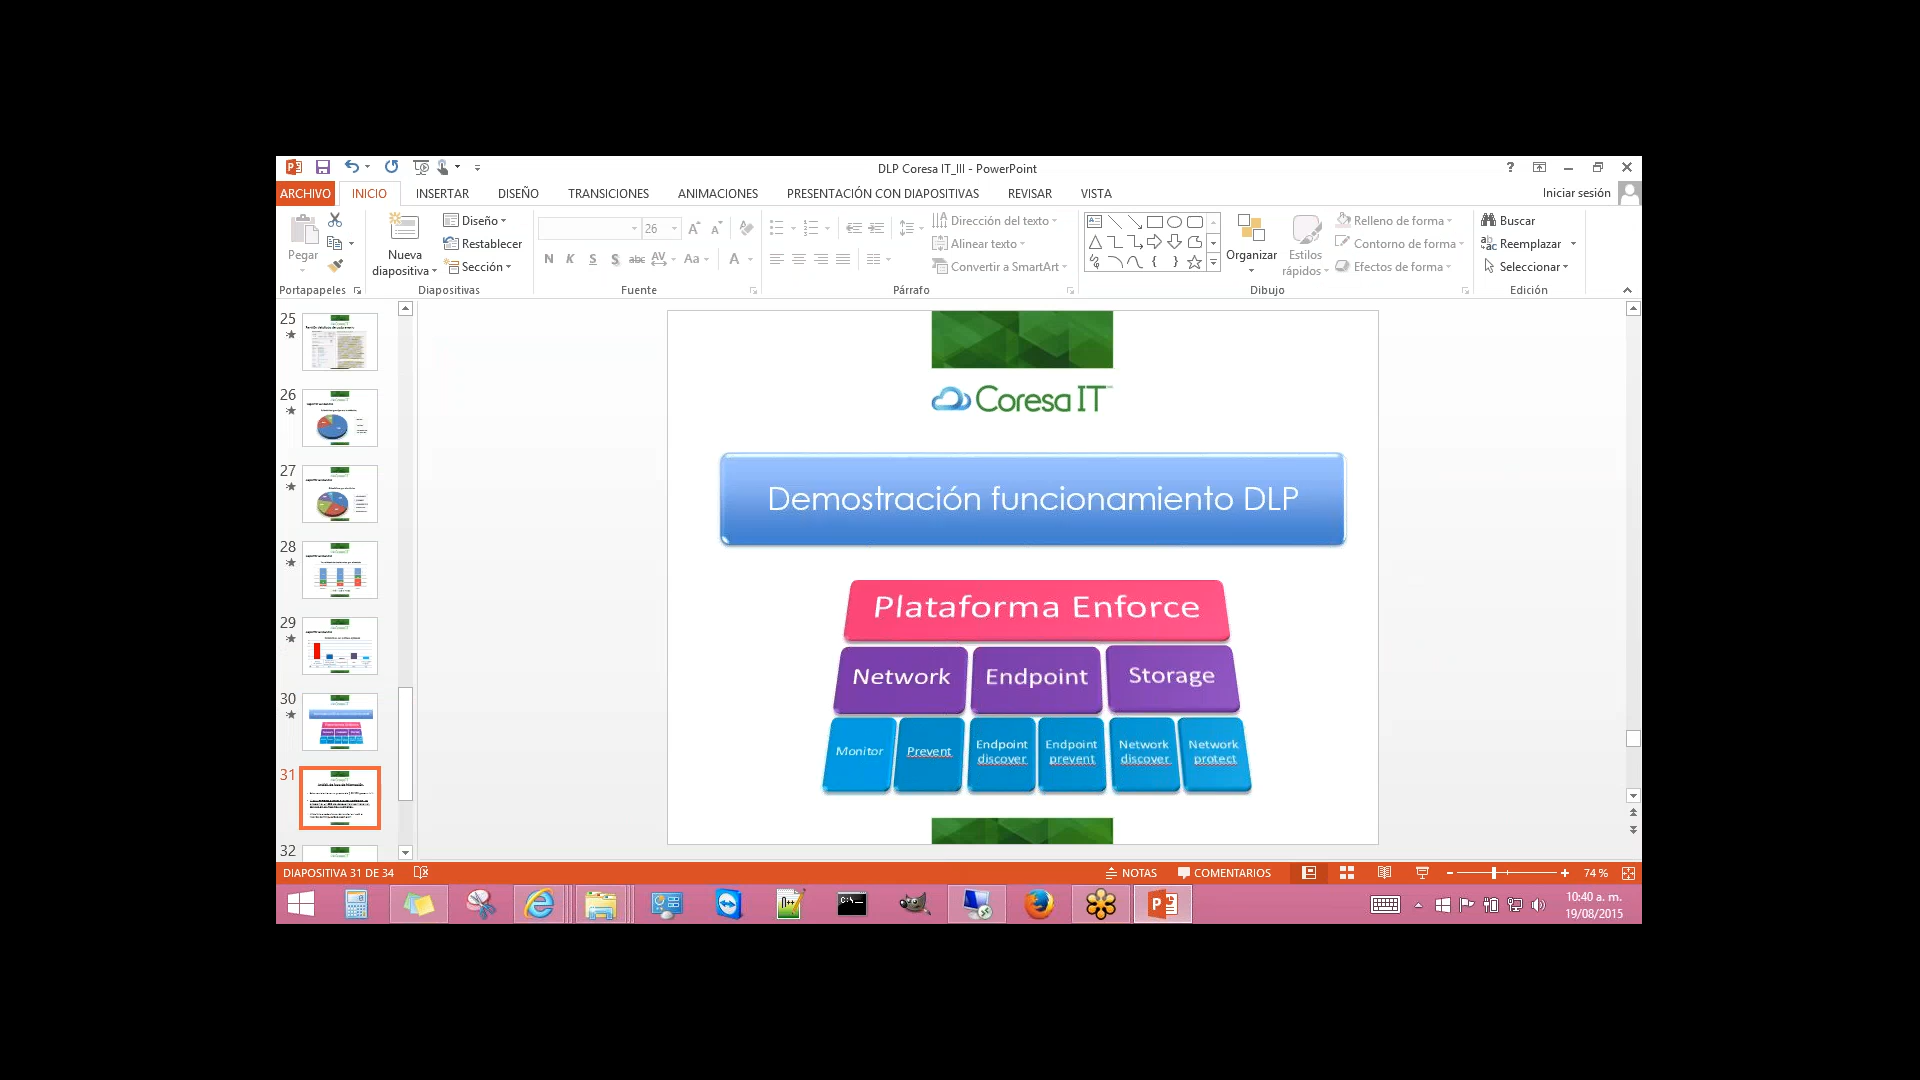 DLP Coresa IT_III - PowerPoint
ARCHIVO INICIO INSERTAR DISEÑO TRANSICIONES ANIMACIONES PRESENTACIÓN CON DIAPOSITIVAS REVISAR VISTA Iniciar sesión
Pegar
Portapapeles
Nueva diapositiva
Diseño
Restablecer
Sección
Diapositivas
26
N K S S abc AV Aa A
Fuente
Dirección del texto
Alinear texto
Convertir a SmartArt
Párrafo
Organizar
Estilos rápidos
Relleno de forma
Contorno de forma
Efectos de forma
Dibujo
Buscar
Reemplazar
Seleccionar
Edición
25
26
27
28
29
30
31
32
Coresa IT
Demostración funcionamiento DLP
Plataforma Enforce
Network Endpoint Storage
Monitor Prevent Endpoint discover Endpoint prevent Network discover Network protect
DIAPOSITIVA 31 DE 34 NOTAS COMENTARIOS 74 %
10:40 a. m.
19/08/2015